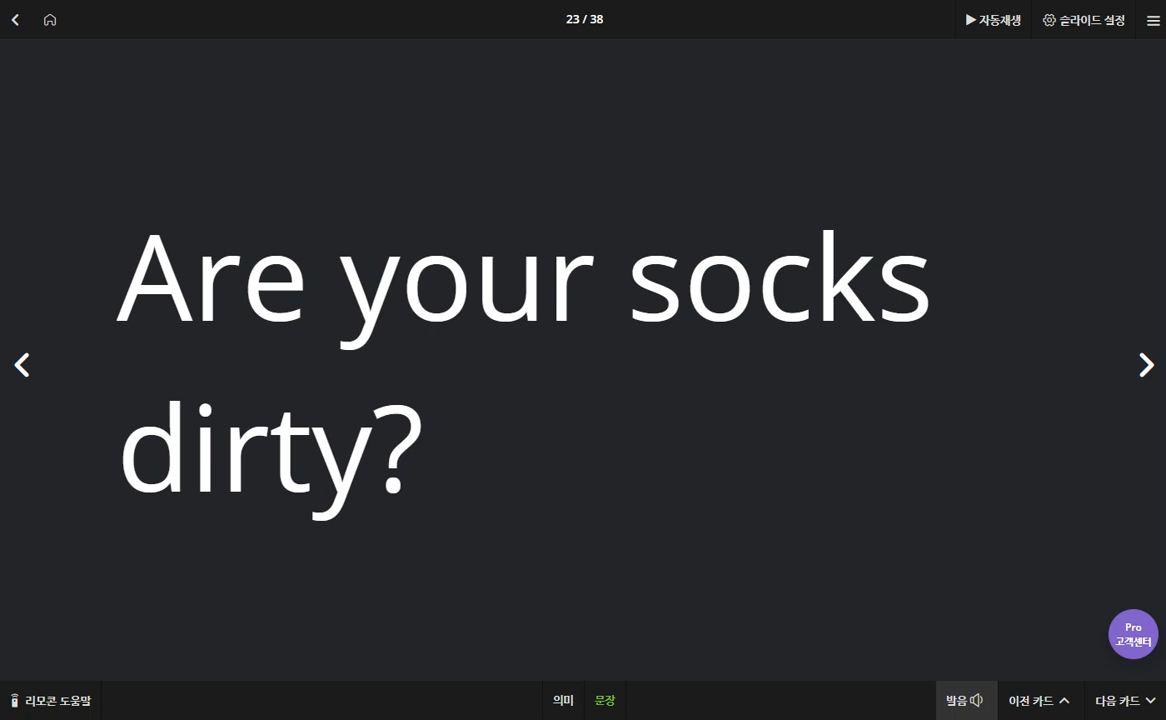 23 / 38
자동재생
슬라이드 설정
Are your socks
dirty?
Pro
고객센터
리모콘 도움말
의미
문장
발음
이전 카드
다음 카드